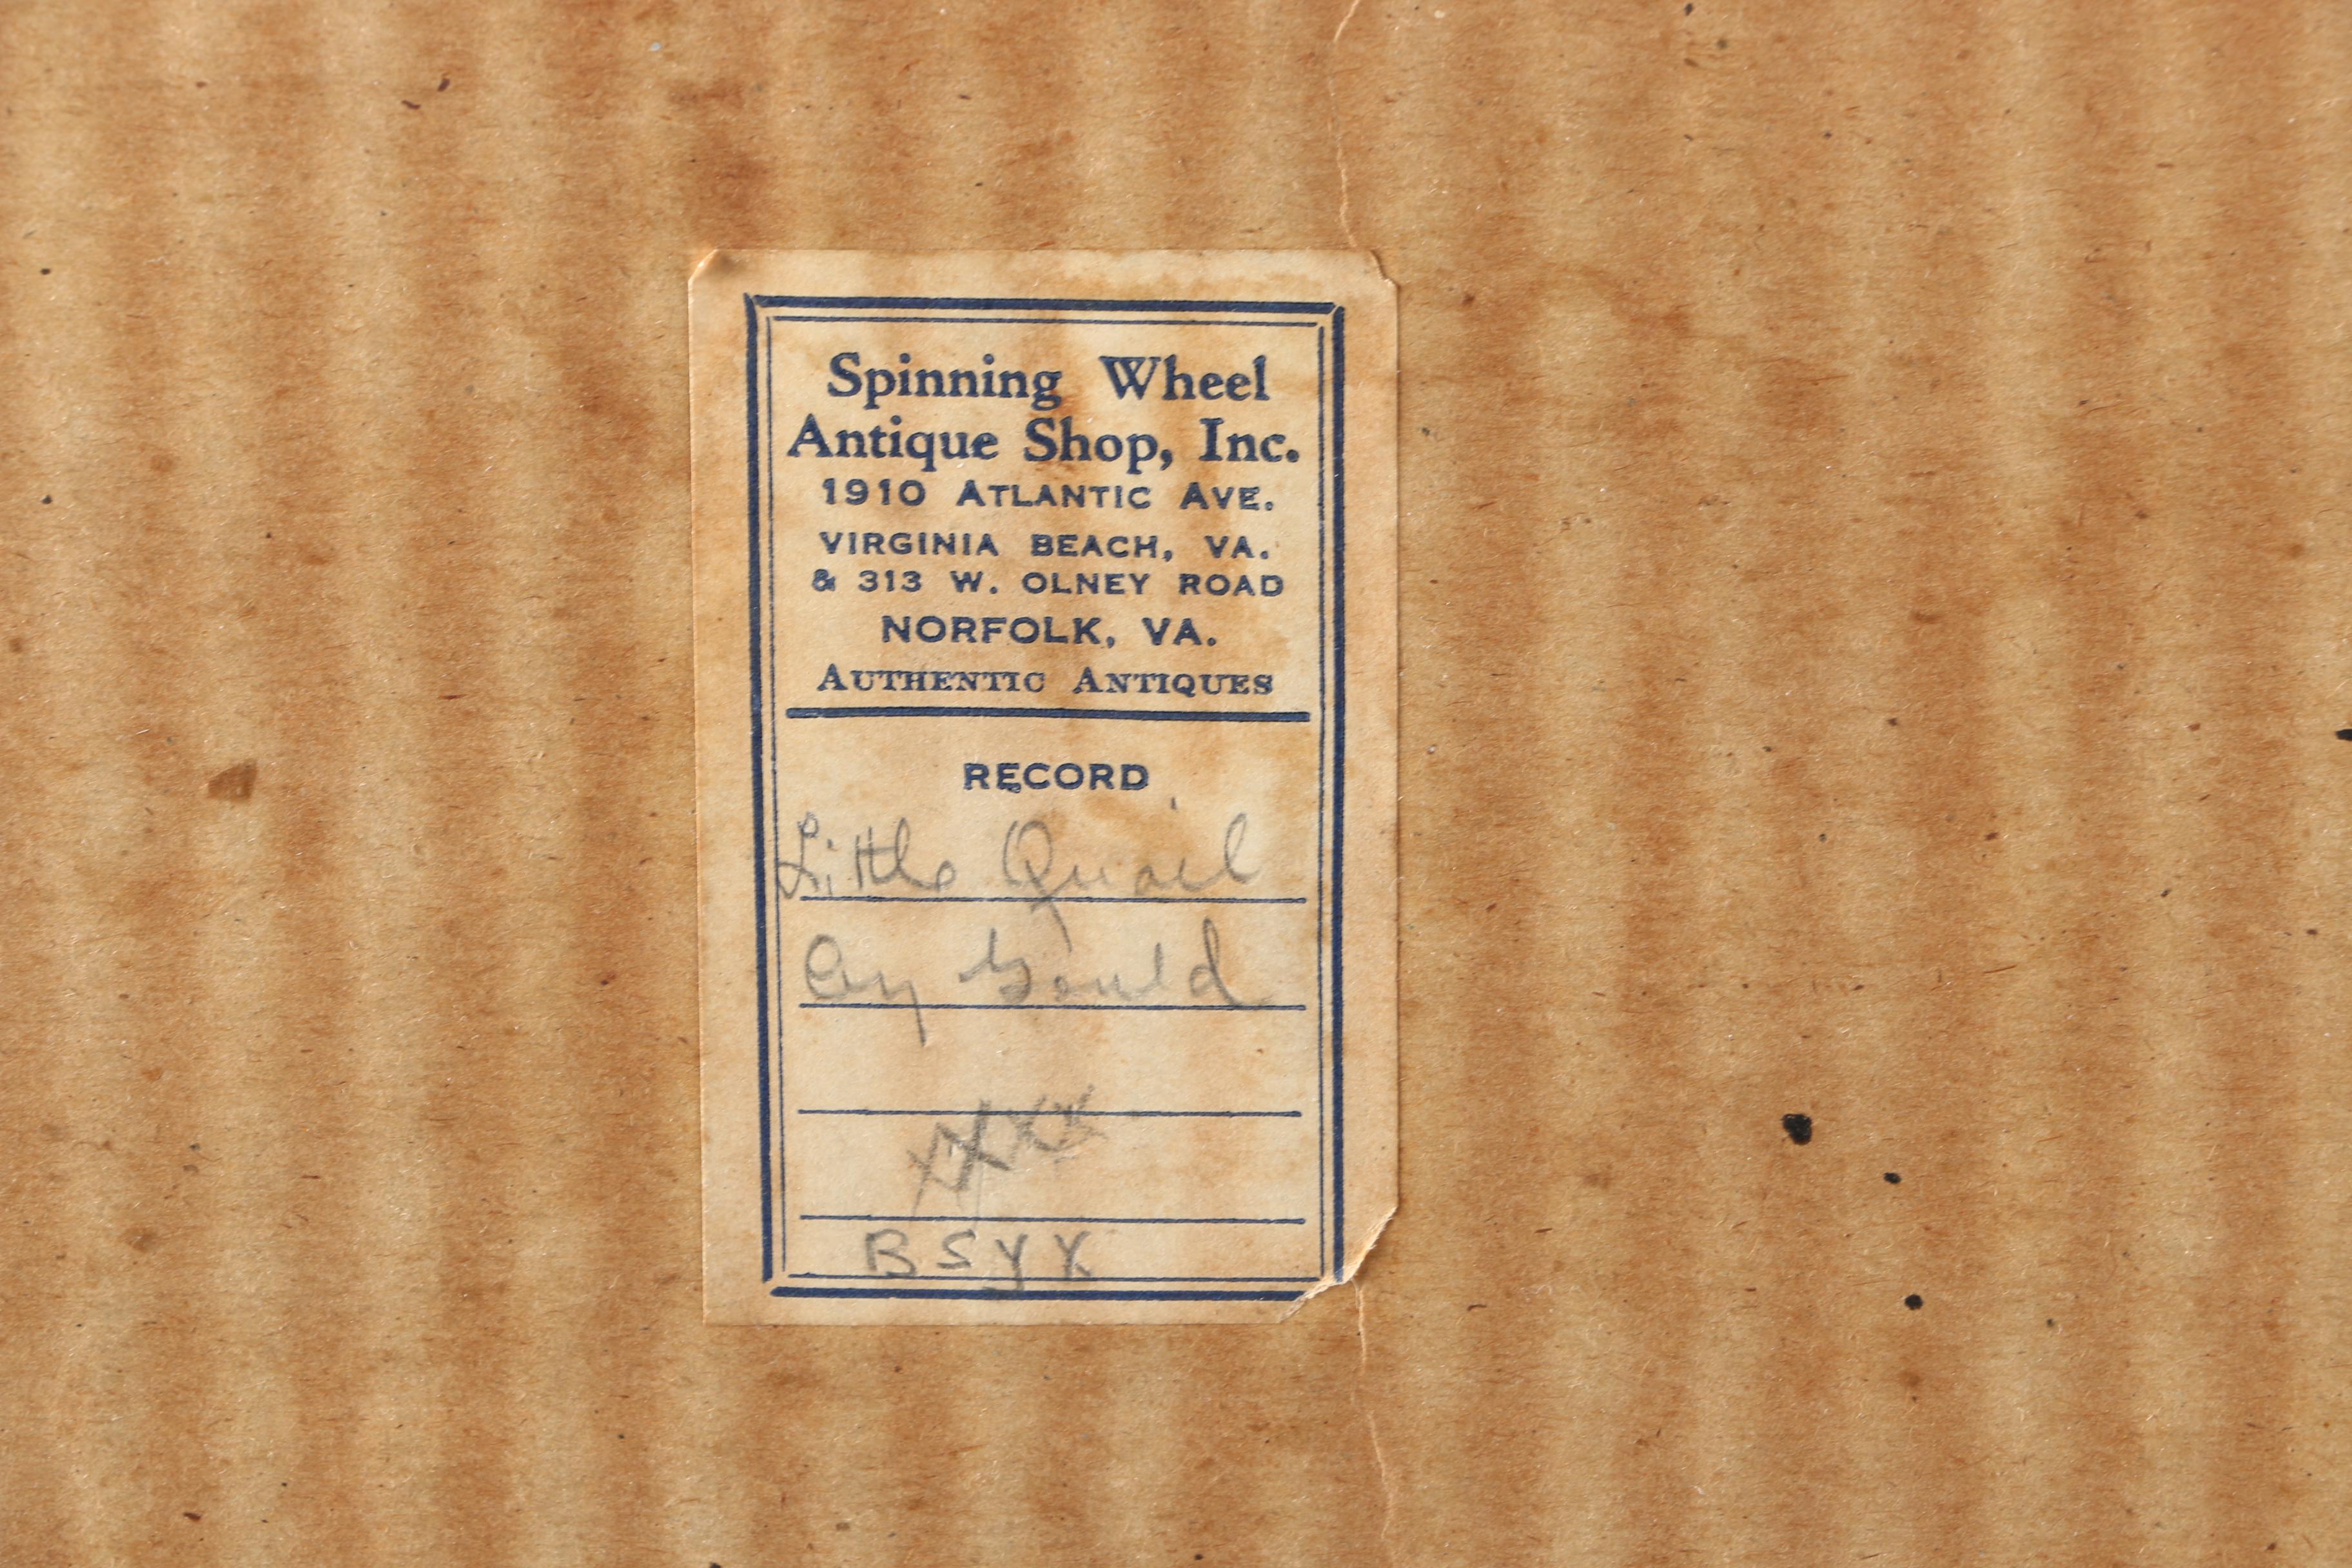 Spinning Wheel
Antique Shop, Inc.
1910 ATLANTIC AVE.
VIRGINIA BEACH, VA.
& 313 W. OLNEY ROAD
NORFOLK, VA.
AUTHENTIC ANTIQUES
RECORD
Little Quail
by Gould
BSYX